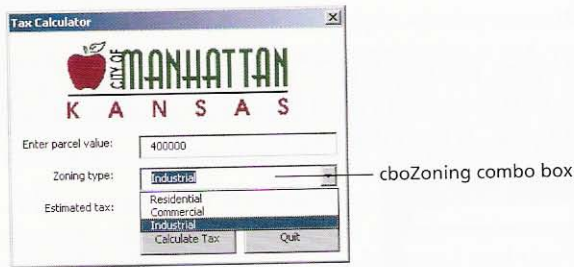 Tax Calculator
CITY OF MANHATTAN
KANSAS
Enter parcel value:
400000
Zoning type:
Industrial
cboZoning combo box
Estimated tax:
Residential
Commercial
Industrial
Calculate Tax
Quit